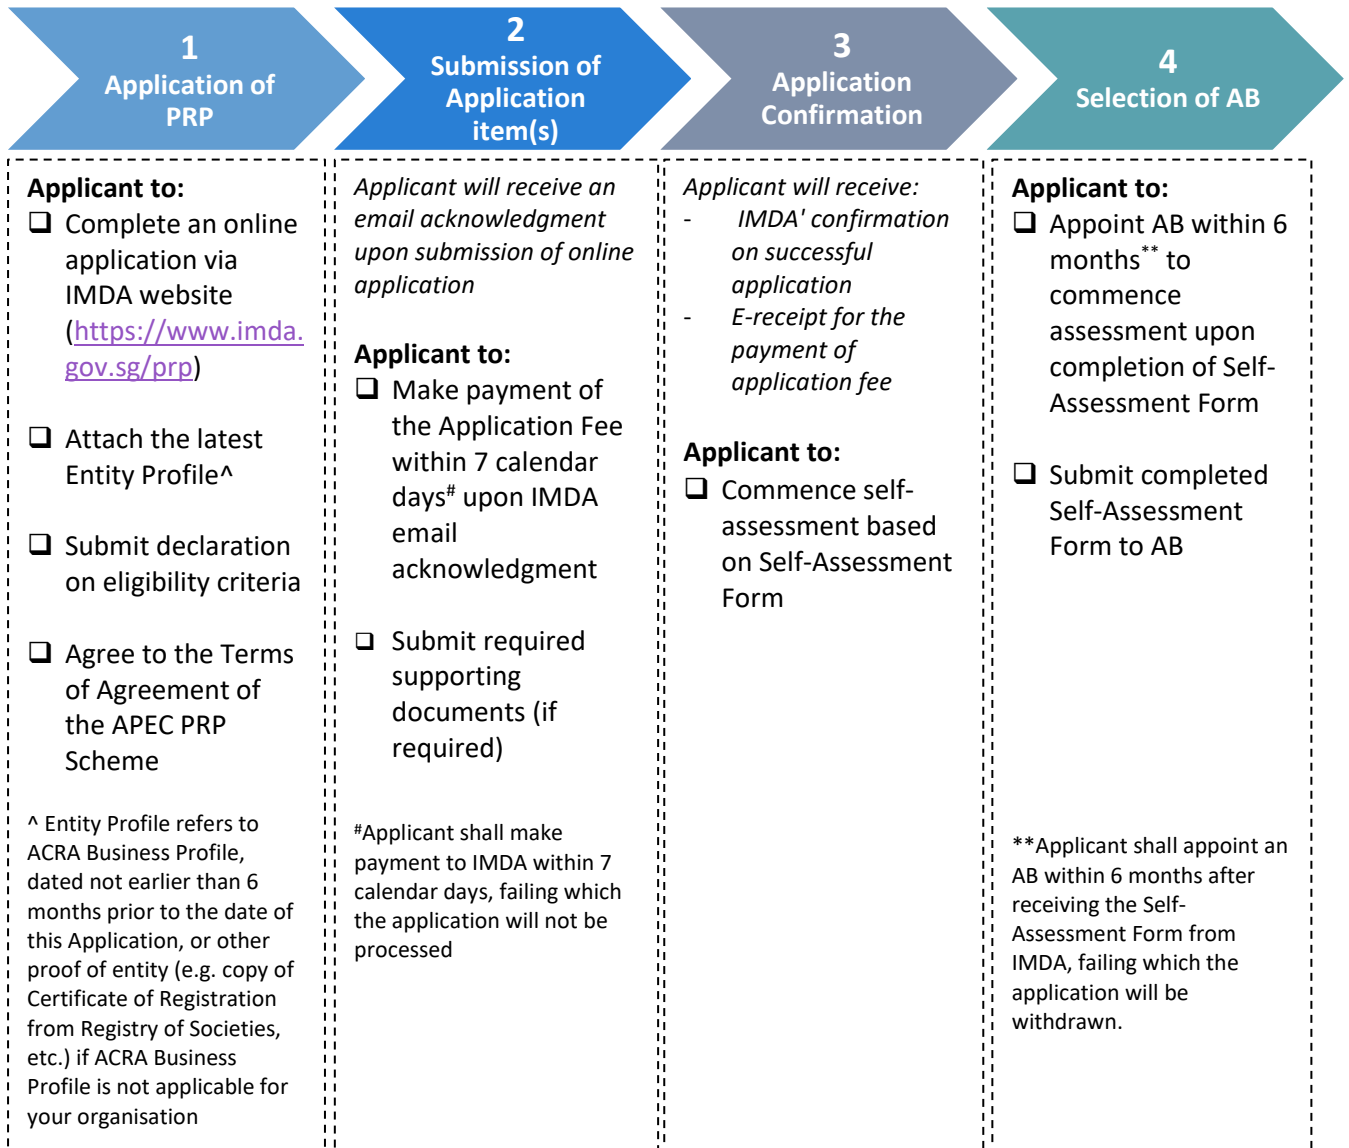 1
Application of
PRP
2
Submission of
Application
item(s)
3
Application
Confirmation
4
Selection of AB
Applicant to:
❑ Complete an online
application via
IMDA website
(https://www.imda.
gov.sg/prp)
❑ Attach the latest
Entity Profile^
❑ Submit declaration
on eligibility criteria
❑ Agree to the Terms
of Agreement of
the APEC PRP
Scheme
^ Entity Profile refers to
ACRA Business Profile,
dated not earlier than 6
months prior to the date of
this Application, or other
proof of entity (e.g. copy of
Certificate of Registration
from Registry of Societies,
etc.) if ACRA Business
Profile is not applicable for
your organisation
Applicant will receive an
email acknowledgment
upon submission of online
application
Applicant to:
❑ Make payment of
the Application Fee
within 7 calendar
days# upon IMDA
email
acknowledgment
❑ Submit required
supporting
documents (if
required)
#Applicant shall make
payment to IMDA within 7
calendar days, failing which
the application will not be
processed
Applicant will receive:
- IMDA' confirmation
on successful
application
- E-receipt for the
payment of
application fee
Applicant to:
❑ Commence self-
assessment based
on Self-Assessment
Form
Applicant to:
❑ Appoint AB within 6
months** to
commence
assessment upon
completion of Self-
Assessment Form
❑ Submit completed
Self-Assessment
Form to AB
**Applicant shall appoint an
AB within 6 months after
receiving the Self-
Assessment Form from
IMDA, failing which the
application will be
withdrawn.